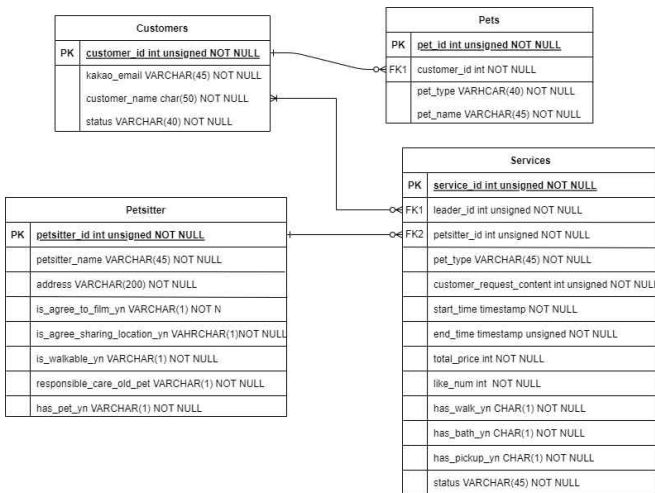 Customers
PK customer_id int unsigned NOT NULL
kakao_email VARCHAR(45) NOT NULL
customer_name char(50) NOT NULL
status VARCHAR(40) NOT NULL
Pets
PK pet_id int unsigned NOT NULL
FK1 customer_id int NOT NULL
pet_type VARHCAR(40) NOT NULL
pet_name VARCHAR(45) NOT NULL
Petsitter
PK petsitter_id int unsigned NOT NULL
petsitter_name VARCHAR(45) NOT NULL
address VARCHAR(200) NOT NULL
is_agree_to_film_yn VARCHAR(1) NOT N
is_agree_sharing_location_yn VAHRCHAR(1)NOT NULL
is_walkable_yn VARCHAR(1) NOT NULL
responsible_care_old_pet VARCHAR(1) NOT NULL
has_pet_yn VARCHAR(1) NOT NULL
Services
PK service_id int unsigned NOT NULL
FK1 leader_id int unsigned NOT NULL
FK2 petsitter_id int unsigned NOT NULL
pet_type VARCHAR(45) NOT NULL
customer_request_content int unsigned NOT NULL
start_time timestamp NOT NULL
end_time timestamp unsigned NOT NULL
total_price int NOT NULL
like_num int NOT NULL
has_walk_yn CHAR(1) NOT NULL
has_bath_yn CHAR(1) NOT NULL
has_pickup_yn CHAR(1) NOT NULL
status VARCHAR(45) NOT NULL